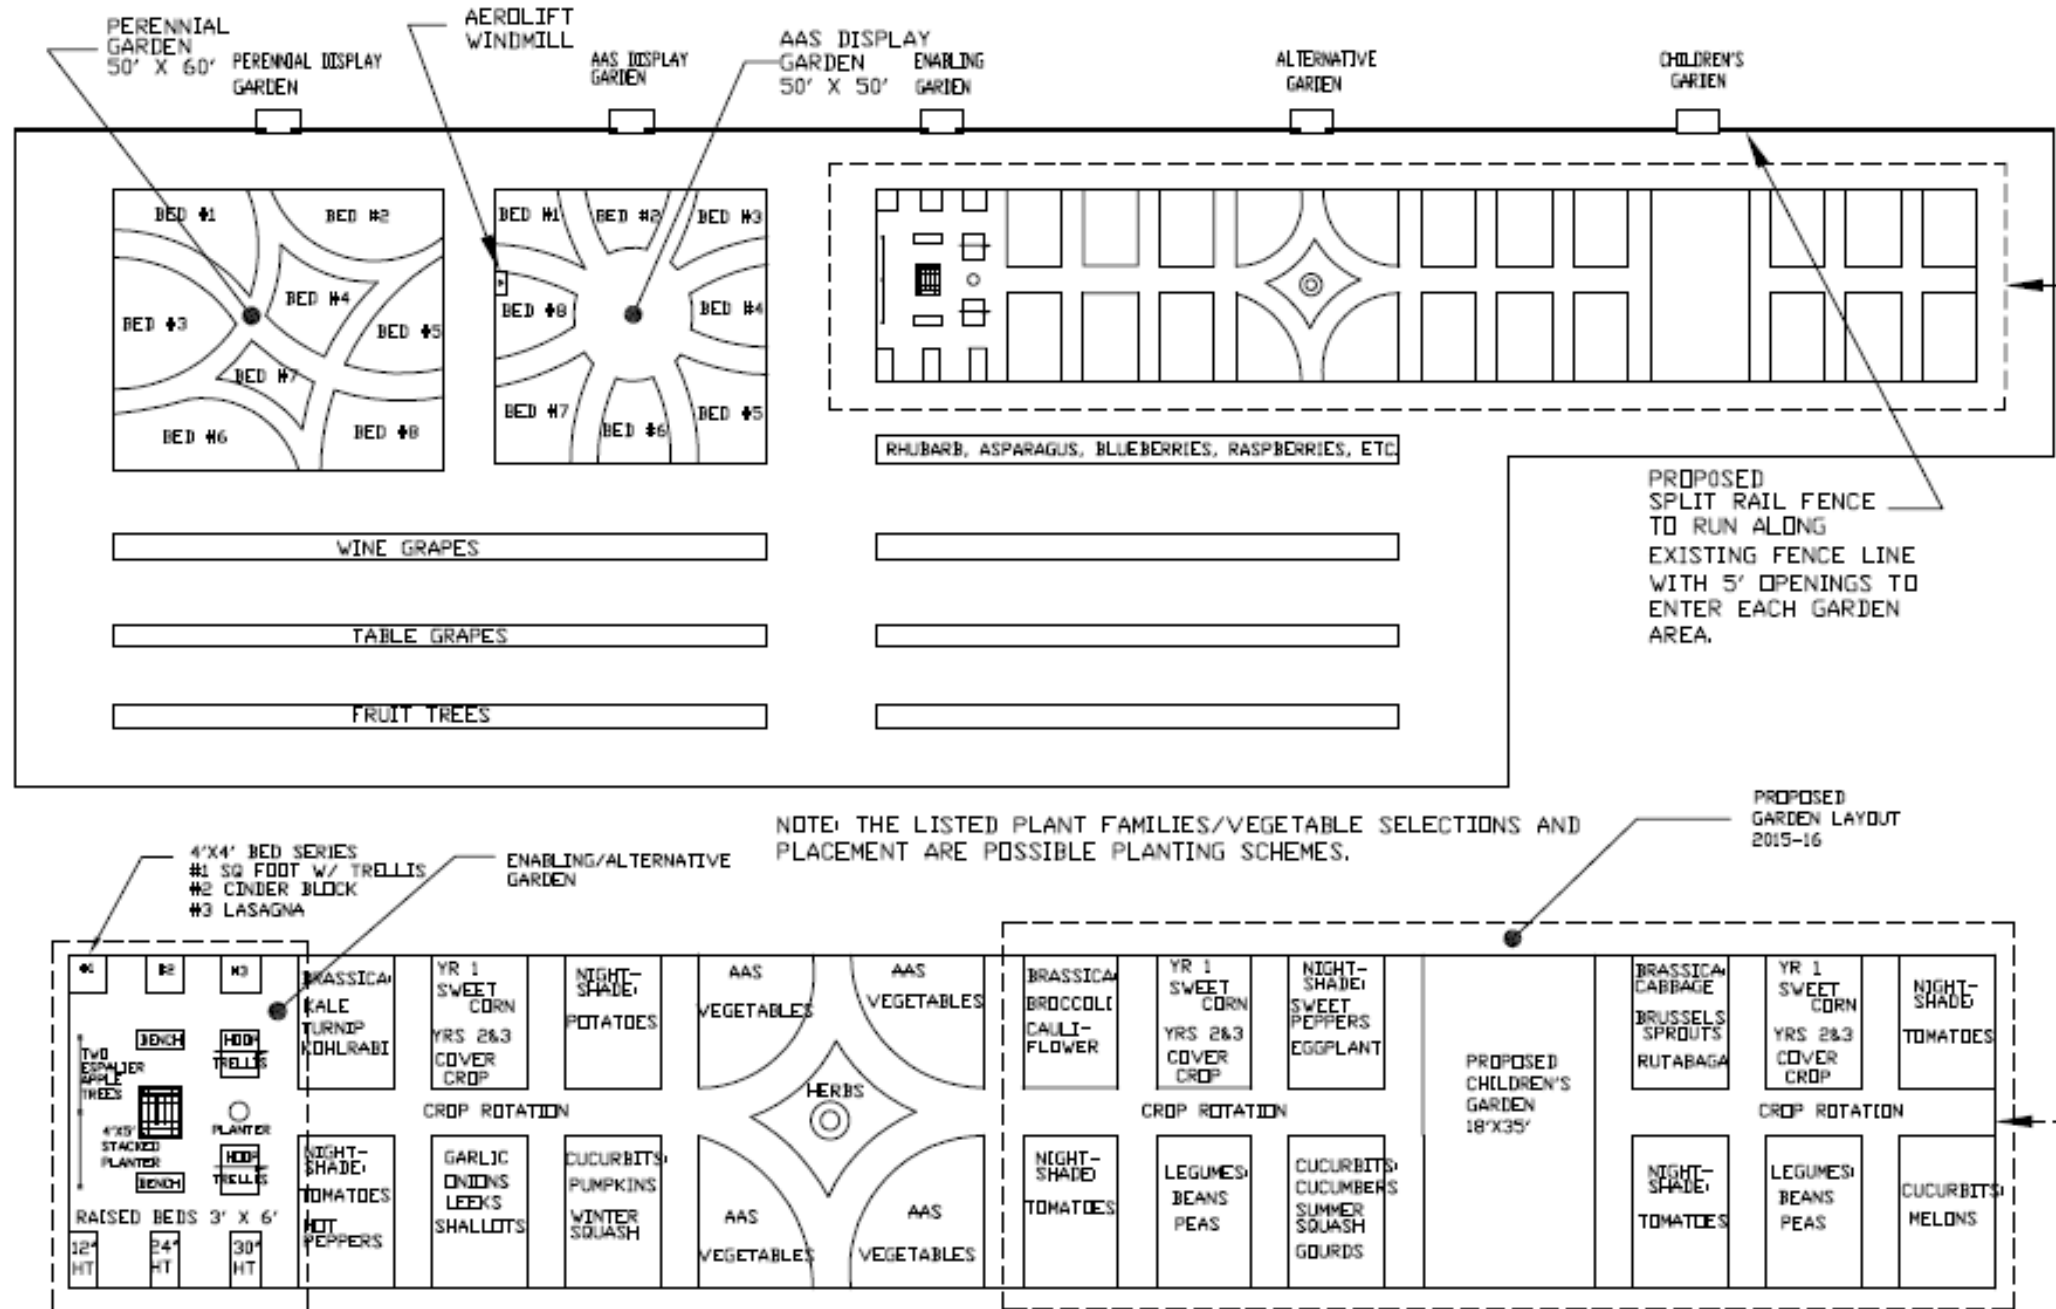 PERENNIAL
GARDEN
50' X 60'
PERENNIAL DISPLAY
GARDEN
AEROLIFT
WINDMILL
AAS DISPLAY
GARDEN
AAS DISPLAY
GARDEN
50' X 50'
ENABLING
GARDEN
ALTERNATIVE
GARDEN
CHILDREN'S
GARDEN
BED #1
BED #2
BED #3
BED #4
BED #5
BED #7
BED #6
BED #8
BED #1
BED #2
BED #3
BED #8
BED #4
BED #7
BED #6
BED #5
RHUBARB, ASPARAGUS, BLUEBERRIES, RASPBERRIES, ETC.
WINE GRAPES
TABLE GRAPES
FRUIT TREES
PROPOSED
SPLIT RAIL FENCE
TO RUN ALONG
EXISTING FENCE LINE
WITH 5' OPENINGS TO
ENTER EACH GARDEN
AREA.
NOTE: THE LISTED PLANT FAMILIES/VEGETABLE SELECTIONS AND
PLACEMENT ARE POSSIBLE PLANTING SCHEMES.
PROPOSED
GARDEN LAYOUT
2015-16
4'X4' BED SERIES
#1 SQ FOOT W/ TRELLIS
#2 CINDER BLOCK
#3 LASAGNA
ENABLING/ALTERNATIVE
GARDEN
#1
#2
#3
BENCH
HOOP
TRELLIS
TWO
ESPALIER
APPLE
TREES
PLANTER
4'X5'
STACKED
PLANTER
BENCH
HOOP
TRELLIS
RAISED BEDS 3' X 6'
12"
HT
24"
HT
30"
HT
BRASSICA:
KALE
TURNIP
KOHLRABI
YR 1
SWEET
CORN
YRS 2&3
COVER
CROP
NIGHT-
SHADE:
POTATOES
AAS
VEGETABLES
AAS
VEGETABLES
CROP ROTATION
HERBS
NIGHT-
SHADE:
TOMATOES
HOT
PEPPERS
GARLIC
ONIONS
LEEKS
SHALLOTS
CUCURBITS:
PUMPKINS
WINTER
SQUASH
AAS
VEGETABLES
AAS
VEGETABLES
BRASSICA:
BROCCOLI
CAULI-
FLOWER
YR 1
SWEET
CORN
YRS 2&3
COVER
CROP
NIGHT-
SHADE:
SWEET
PEPPERS
EGGPLANT
CROP ROTATION
NIGHT-
SHADE:
TOMATOES
LEGUMES:
BEANS
PEAS
CUCURBITS:
CUCUMBERS
SUMMER
SQUASH
GOURDS
PROPOSED
CHILDREN'S
GARDEN
18'X35'
BRASSICA:
CABBAGE
BRUSSELS
SPROUTS
RUTABAGA
YR 1
SWEET
CORN
YRS 2&3
COVER
CROP
NIGHT-
SHADE:
TOMATOES
CROP ROTATION
NIGHT-
SHADE:
TOMATOES
LEGUMES:
BEANS
PEAS
CUCURBITS:
MELONS